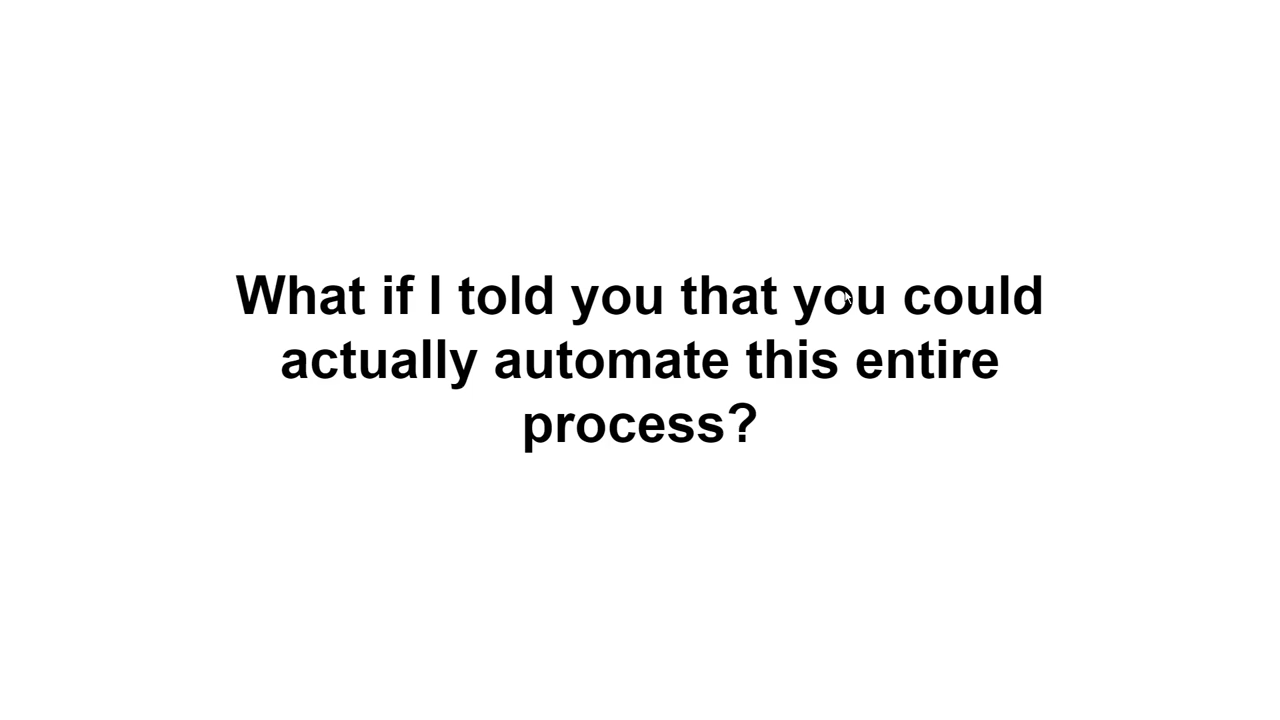 What if I told you that you could
actually automate this entire
process?